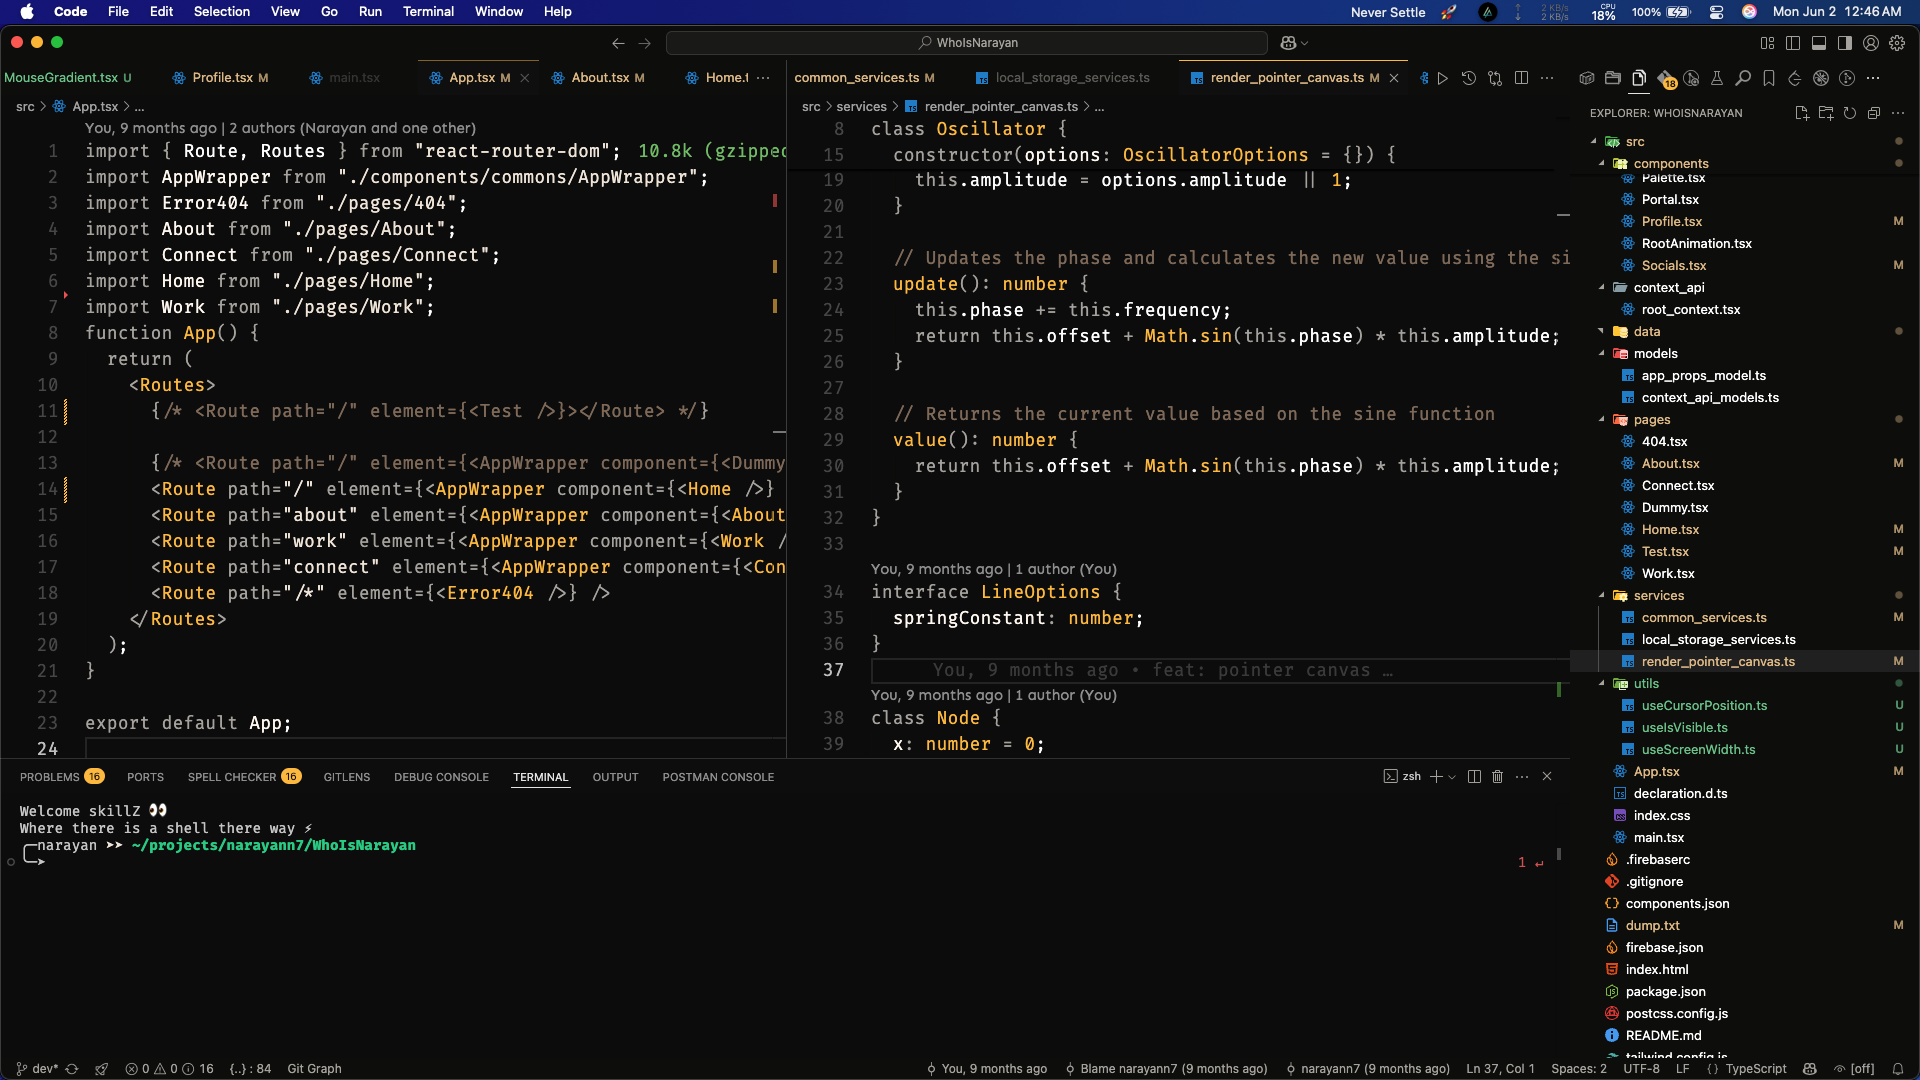 Code File Edit Selection View Go Run Terminal Window Help
Never Settle 2 KB/s 2 KB/s CPU 18% 100% Mon Jun 2 12:46 AM
WhoIsNarayan
MouseGradient.tsx U Profile.tsx M main.tsx App.tsx M About.tsx M Home.t ···
src > App.tsx > ...
You, 9 months ago | 2 authors (Narayan and one other)
1 import { Route, Routes } from "react-router-dom"; 10.8k (gzipped
2 import AppWrapper from "./components/commons/AppWrapper";
3 import Error404 from "./pages/404";
4 import About from "./pages/About";
5 import Connect from "./pages/Connect";
6 import Home from "./pages/Home";
7 import Work from "./pages/Work";
8 function App() {
9 return (
10 <Routes>
11 {/* <Route path="/" element={<Test />}></Route> */}
12
13 {/* <Route path="/" element={<AppWrapper component={<Dummy
14 <Route path="/" element={<AppWrapper component={<Home />}
15 <Route path="about" element={<AppWrapper component={<About
16 <Route path="work" element={<AppWrapper component={<Work /
17 <Route path="connect" element={<AppWrapper component={<Con
18 <Route path="/*" element={<Error404 />} />
19 </Routes>
20 );
21 }
22
23 export default App;
24
common_services.ts M local_storage_services.ts render_pointer_canvas.ts M
src > services > render_pointer_canvas.ts > ...
8 class Oscillator {
15 constructor(options: OscillatorOptions = {}) {
19 this.amplitude = options.amplitude || 1;
20 }
21
22 // Updates the phase and calculates the new value using the si
23 update(): number {
24 this.phase += this.frequency;
25 return this.offset + Math.sin(this.phase) * this.amplitude;
26 }
27
28 // Returns the current value based on the sine function
29 value(): number {
30 return this.offset + Math.sin(this.phase) * this.amplitude;
31 }
32 }
33
You, 9 months ago | 1 author (You)
34 interface LineOptions {
35 springConstant: number;
36 }
37 You, 9 months ago • feat: pointer canvas …
You, 9 months ago | 1 author (You)
38 class Node {
39 x: number = 0;
18
EXPLORER: WHOISNARAYAN
src
components
Palette.tsx
Portal.tsx
Profile.tsx M
RootAnimation.tsx
Socials.tsx M
context_api
root_context.tsx
data
models
app_props_model.ts
context_api_models.ts
pages
404.tsx
About.tsx M
Connect.tsx
Dummy.tsx
Home.tsx M
Test.tsx M
Work.tsx
services
common_services.ts M
local_storage_services.ts
render_pointer_canvas.ts M
utils
useCursorPosition.ts U
useIsVisible.ts U
useScreenWidth.ts U
App.tsx M
declaration.d.ts
index.css
main.tsx
.firebaserc
.gitignore
components.json
dump.txt M
firebase.json
index.html
package.json
postcss.config.js
README.md
tailwind.config.js
PROBLEMS 16 PORTS SPELL CHECKER 16 GITLENS DEBUG CONSOLE TERMINAL OUTPUT POSTMAN CONSOLE zsh
Welcome skillZ 👀
Where there is a shell there way ⚡
narayan ➤➤ ~/projects/narayann7/WhoIsNarayan
1 ↵
dev* 0 0 16 {..} : 84 Git Graph You, 9 months ago Blame narayann7 (9 months ago) narayann7 (9 months ago) Ln 37, Col 1 Spaces: 2 UTF-8 LF {} TypeScript [off]